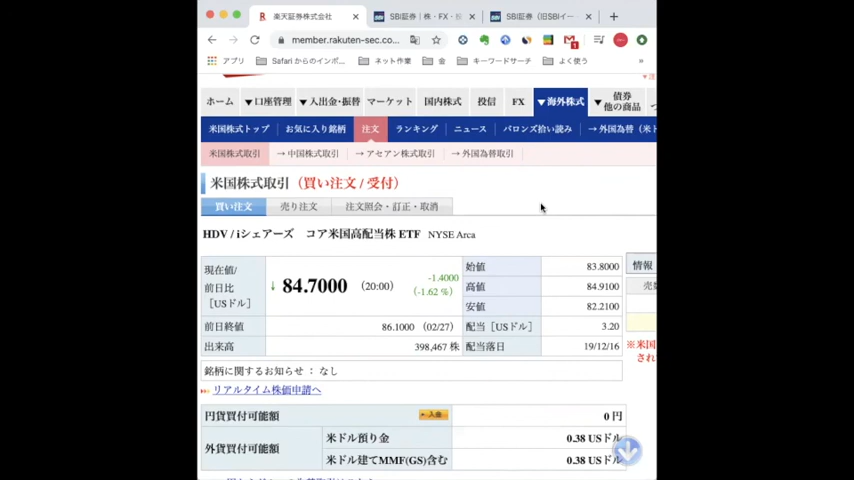 楽天証券株式会社
SBI証券｜株・FX・投
SBI証券（旧SBIイー
member.rakuten-sec.co...
アプリ
Safari からのインポ...
ネット作業
金
キーワードサーチ
よく使う
»
ホーム ▼口座管理 ▼入出金・振替 マーケット 国内株式 投信 FX ▼海外株式 ▼債券
他の商品
米国株式トップ お気に入り銘柄 注文 ランキング ニュース バロンズ拾い読み →外国為替（米ド
米国株式取引 →中国株式取引 →アセアン株式取引 →外国為替取引
米国株式取引（買い注文 / 受付）
買い注文 売り注文 注文照会・訂正・取消
HDV / iシェアーズ コア米国高配当株 ETF NYSE Arca
現在値/
前日比
［USドル］
↓ 84.7000 （20:00） -1.4000
（-1.62 %）
始値 83.8000
高値 84.9100
安値 82.2100
情報
前日終値 86.1000 （02/27） 配当［USドル］ 3.20
出来高 398,467 株 配当落日 19/12/16
※米国
され
銘柄に関するお知らせ ： なし
リアルタイム株価申請へ
円貨買付可能額 入金 0 円
外貨買付可能額
米ドル預り金 0.38 USドル
米ドル建てMMF(GS)含む 0.38 USドル